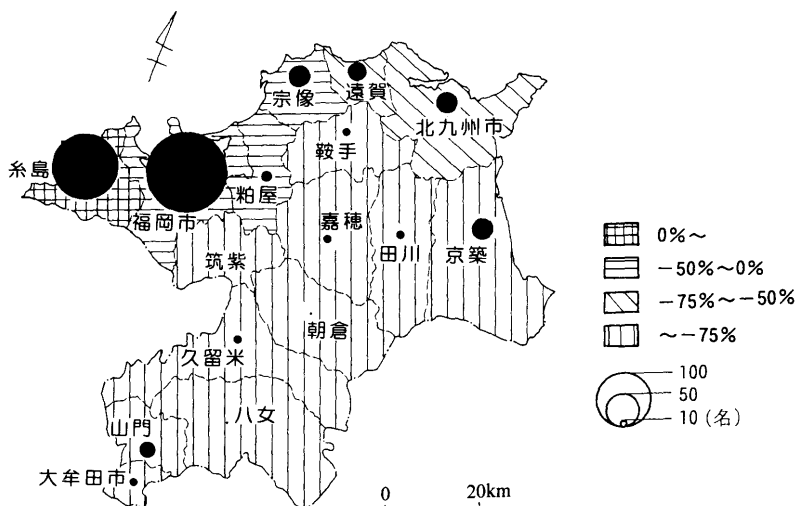 宗像
遠賀
北九州市
鞍手
糸島
粕屋
福岡市
嘉穂
田川
京築
筑紫
朝倉
久留米
八女
山門
大牟田市
0%～
-50%～0%
-75%～-50%
～-75%
100
50
10(名)
0
20km